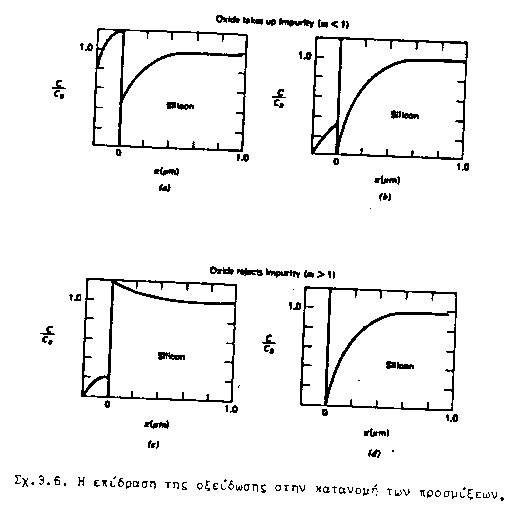 Oxide takes up impurity (m < 1)
1.0
C/C₀
Silicon
0
1.0
x(μm)
(a)
1.0
C/C₀
Silicon
0
1.0
x(μm)
(b)
Oxide rejects impurity (m > 1)
1.0
C/C₀
Silicon
0
1.0
x(μm)
(c)
1.0
C/C₀
Silicon
0
1.0
x(μm)
(d)
Σχ.3.6. Η επίδραση της οξείδωσης στην κατανομή των προσμίξεων.